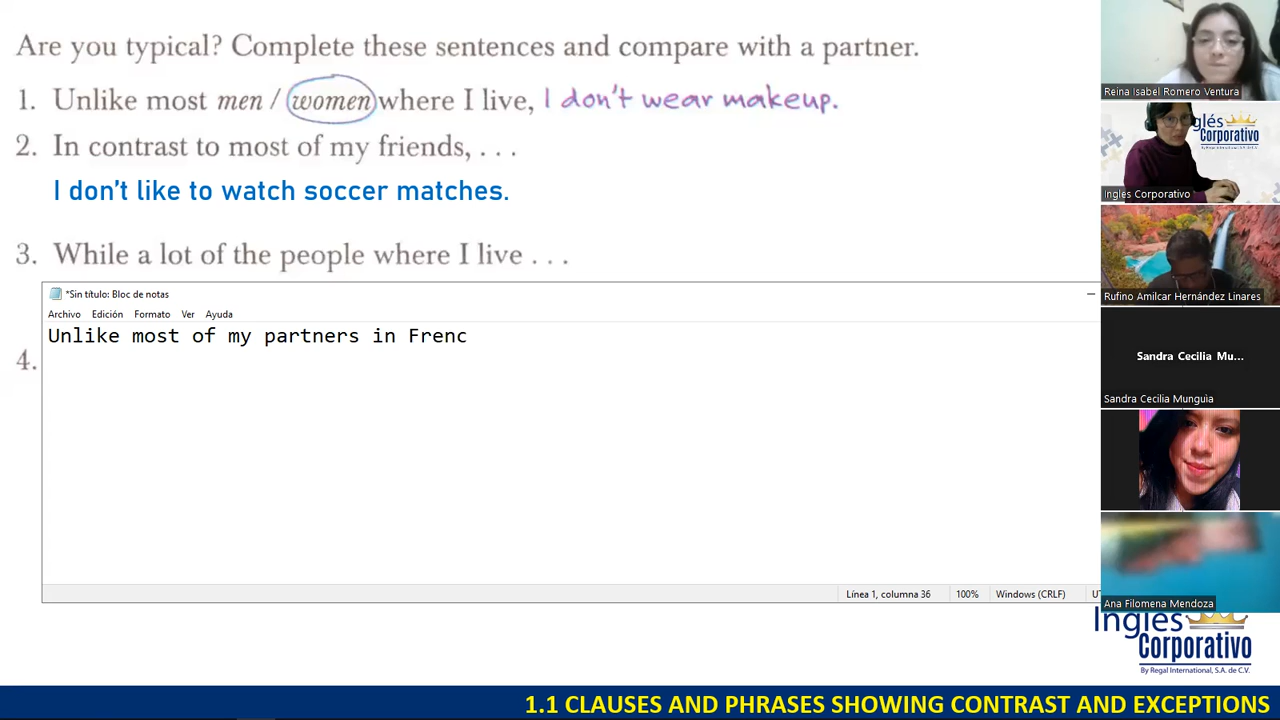 Are you typical? Complete these sentences and compare with a partner.
1. Unlike most men / women where I live, I don't wear makeup.
2. In contrast to most of my friends, . . .
I don't like to watch soccer matches.
3. While a lot of the people where I live . . .
*Sin título: Bloc de notas
Archivo Edición Formato Ver Ayuda
Unlike most of my partners in Frenc
4.
Línea 1, columna 36 100% Windows (CRLF)
Reina Isabel Romero Ventura
glés
Corporativo
Inglés Corporativo
Rufino Amilcar Hernández Linares
Sandra Cecilia Mu...
Sandra Cecilia Munguia
Ana Filomena Mendoza
Inglés
Corporativo
By Regal International, S.A. de C.V.
1.1 CLAUSES AND PHRASES SHOWING CONTRAST AND EXCEPTIONS